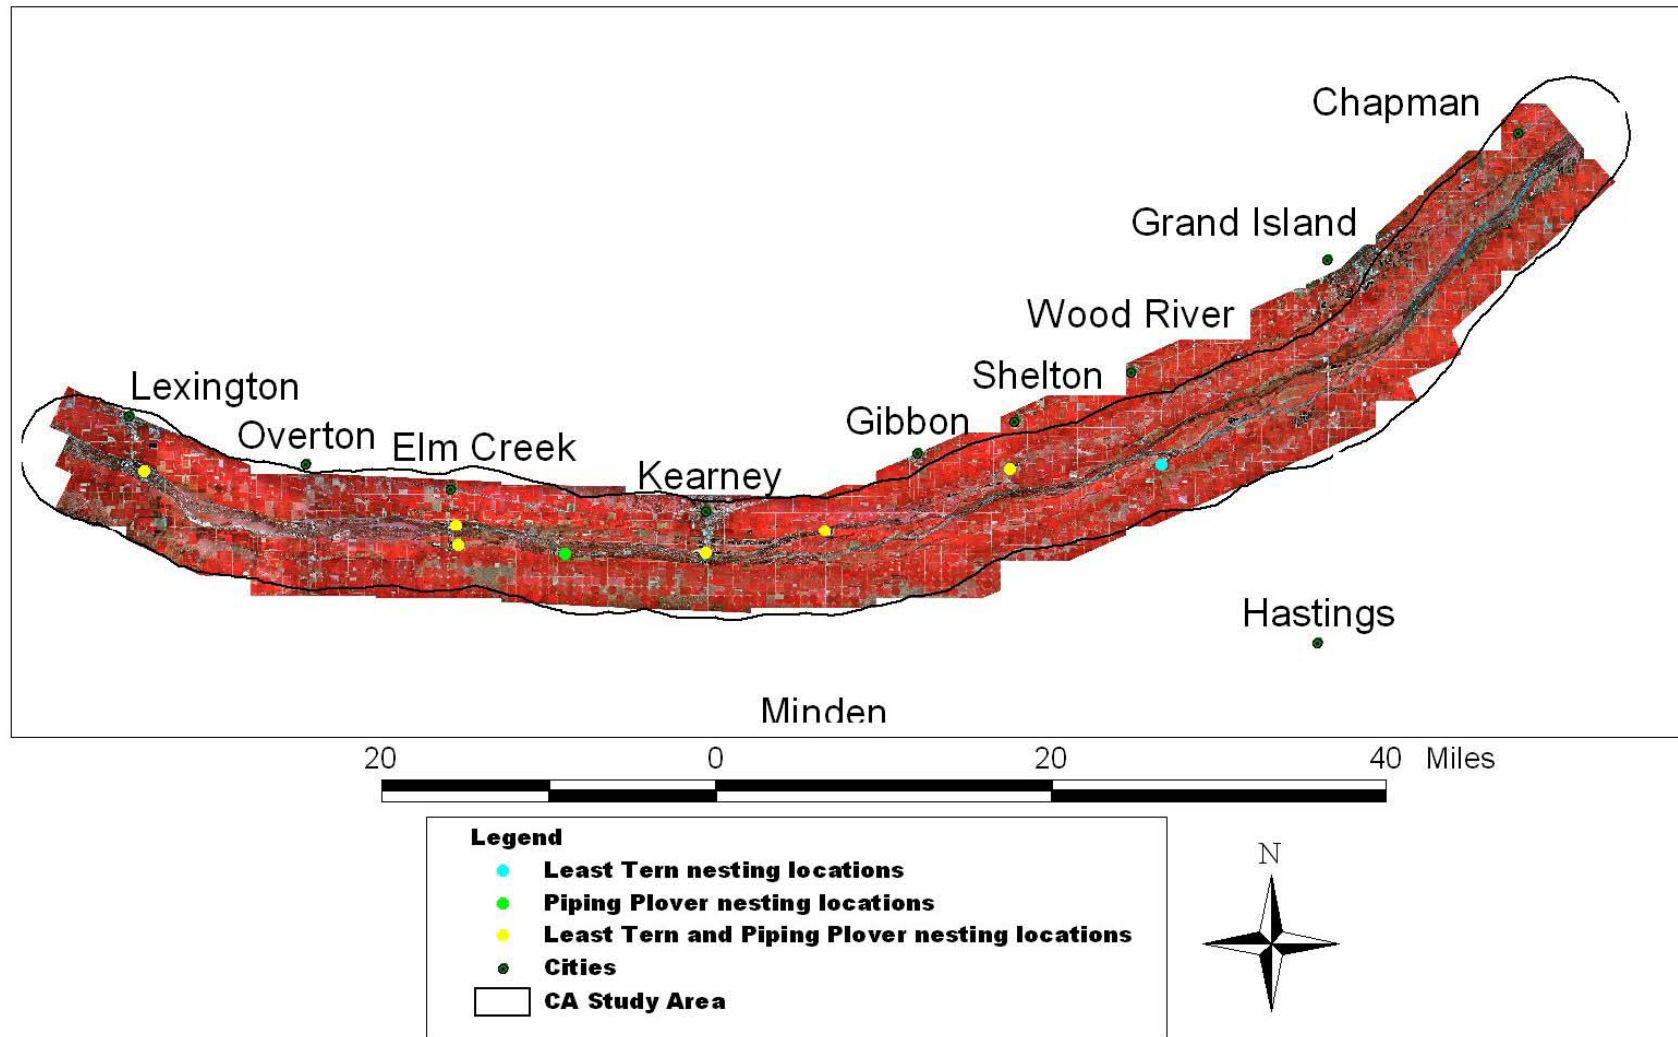 Chapman
Grand Island
Wood River
Shelton
Lexington
Gibbon
Overton
Elm Creek
Kearney
Hastings
Minden
20 0 20 40 Miles
Legend
Least Tern nesting locations
Piping Plover nesting locations
Least Tern and Piping Plover nesting locations
Cities
CA Study Area
N